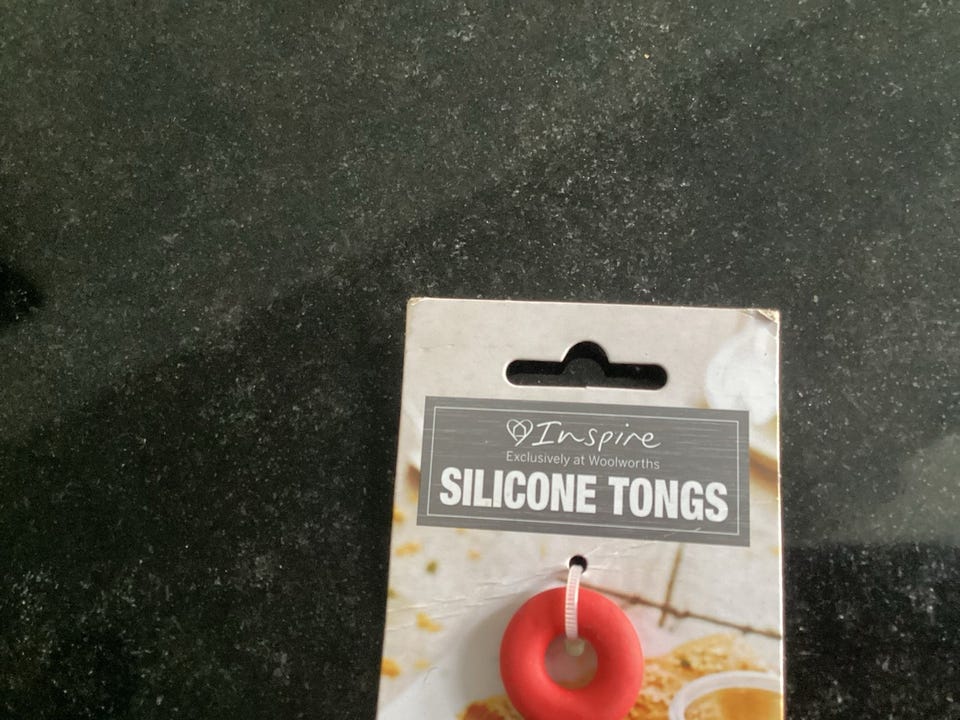 Inspire
Exclusively at Woolworths
SILICONE TONGS